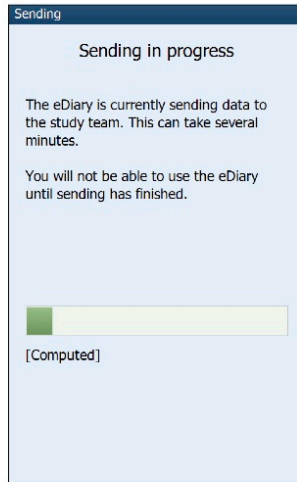 Sending
Sending in progress
The eDiary is currently sending data to
the study team. This can take several
minutes.
You will not be able to use the eDiary
until sending has finished.
[Computed]